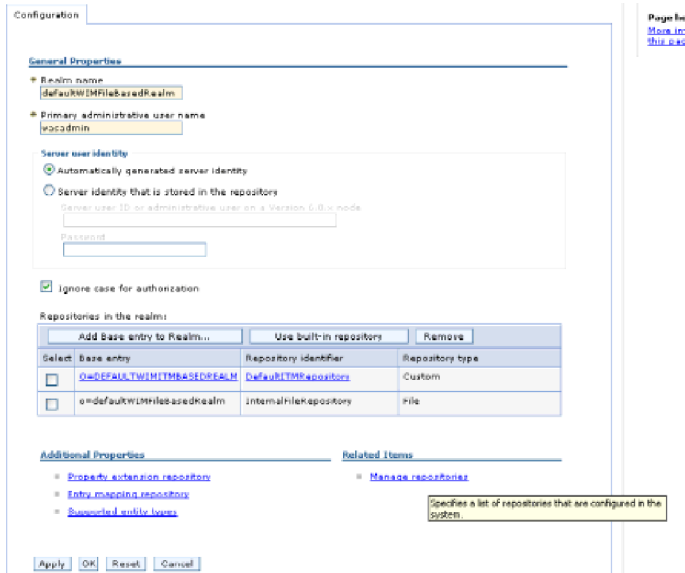 Configuration
Page he
More in
this pag
General Properties
* Realm name
defaultWIMFileBasedRealm
* Primary administrative user name
wasadmin
Server user identity
Automatically generated server identity
Server identity that is stored in the repository
Server user ID or administrative user on a Version 6.0.x node
Password
Ignore case for authorization
Repositories in the realm:
Add Base entry to Realm... Use built-in repository Remove
Select Base entry Repository identifier Repository type
O=DEFAULTWIMITMBASEDREALM DefaultITMRepository Custom
o=defaultWIMFileBasedRealm InternalFileRepository File
Additional Properties Related Items
Property extension repository Manage repositories
Entry mapping repository
Supported entity types
Specifies a list of repositories that are configured in the
system.
Apply OK Reset Cancel